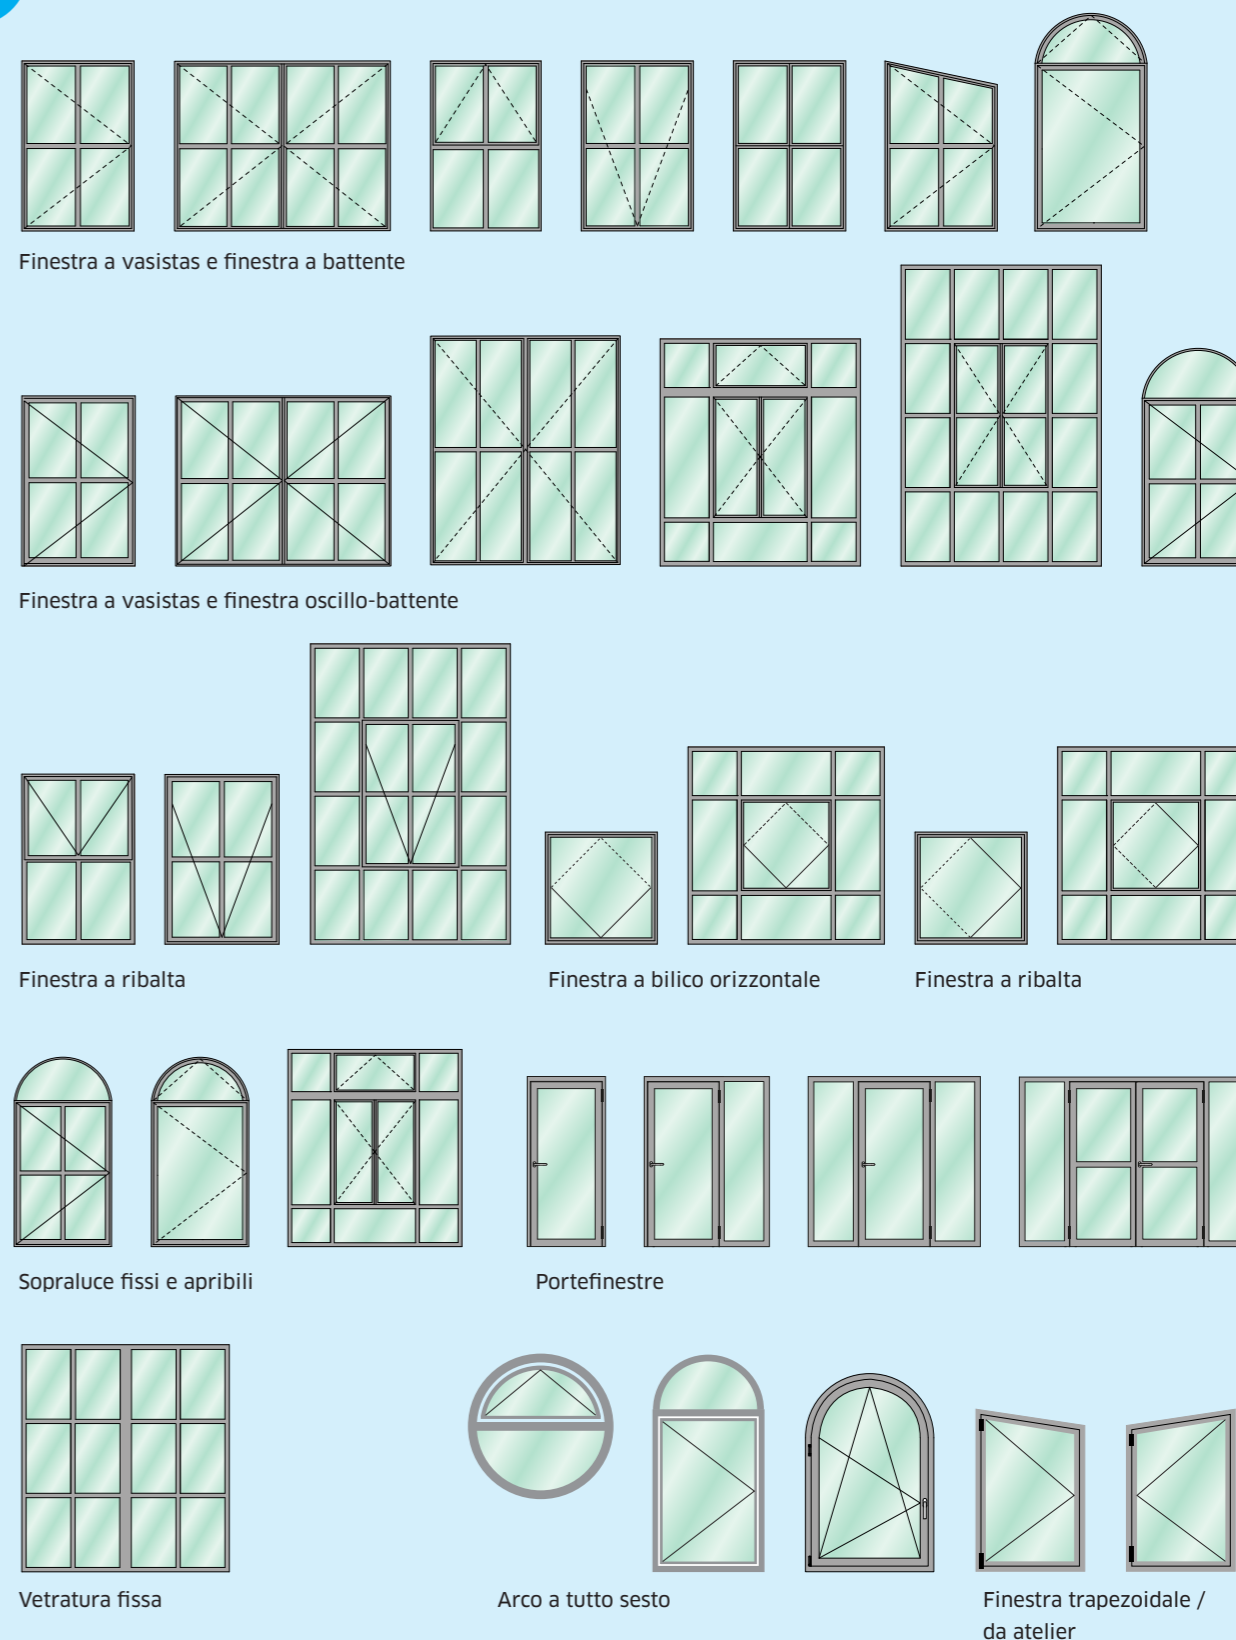 Finestra a vasistas e finestra a battente
Finestra a vasistas e finestra oscillo-battente
Finestra a ribalta
Finestra a bilico orizzontale
Finestra a ribalta
Sopraluce fissi e apribili
Portefinestre
Vetratura fissa
Arco a tutto sesto
Finestra trapezoidale /
da atelier